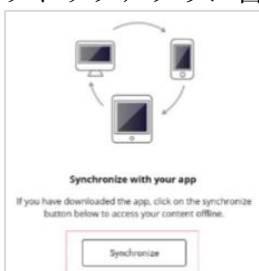 Synchronize with your app
If you have downloaded the app, click on the synchronize
button below to access your content offline.
Synchronize